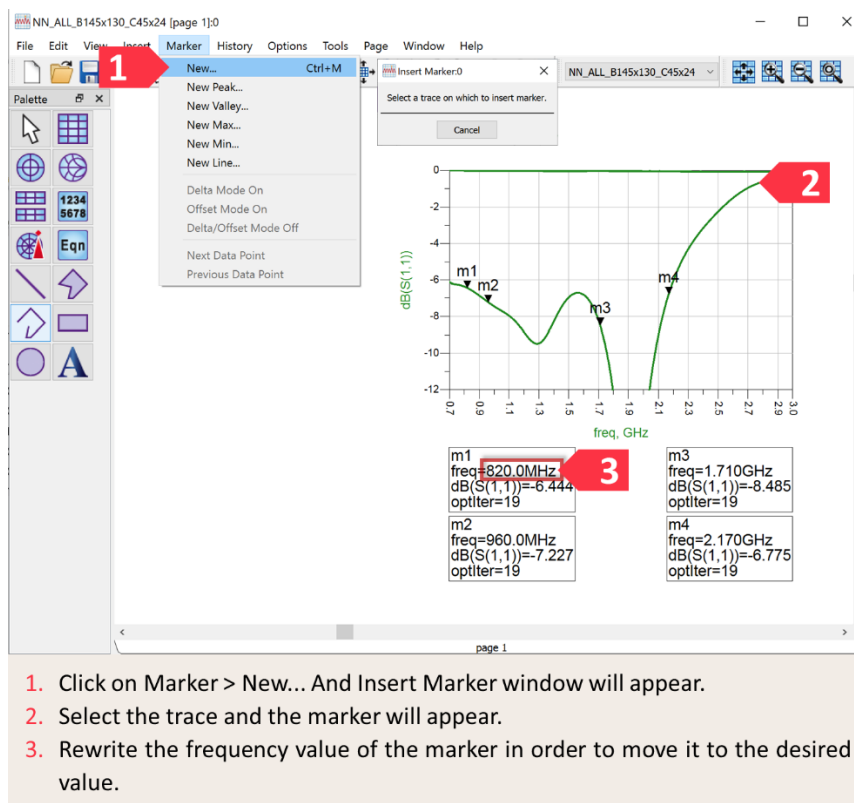 NN_ALL_B145x130_C45x24 [page 1]:0
File Edit View Insert Marker History Options Tools Page Window Help
1
New... Ctrl+M
New Peak...
New Valley...
New Max...
New Min...
New Line...
Delta Mode On
Offset Mode On
Delta/Offset Mode Off
Next Data Point
Previous Data Point
Insert Marker:0
Select a trace on which to insert marker.
Cancel
NN_ALL_B145x130_C45x24
Palette
1234
5678
Eqn
A
2
0
-2
-4
-6
-8
-10
-12
dB(S(1,1))
m1
m2
m3
m4
0.7 0.9 1.1 1.3 1.5 1.7 1.9 2.1 2.3 2.5 2.7 2.9 3.0
freq, GHz
m1
freq=820.0MHz
dB(S(1,1))=-6.444
optIter=19
3
m3
freq=1.710GHz
dB(S(1,1))=-8.485
optIter=19
m2
freq=960.0MHz
dB(S(1,1))=-7.227
optIter=19
m4
freq=2.170GHz
dB(S(1,1))=-6.775
optIter=19
page 1
1. Click on Marker > New... And Insert Marker window will appear.
2. Select the trace and the marker will appear.
3. Rewrite the frequency value of the marker in order to move it to the desired
value.